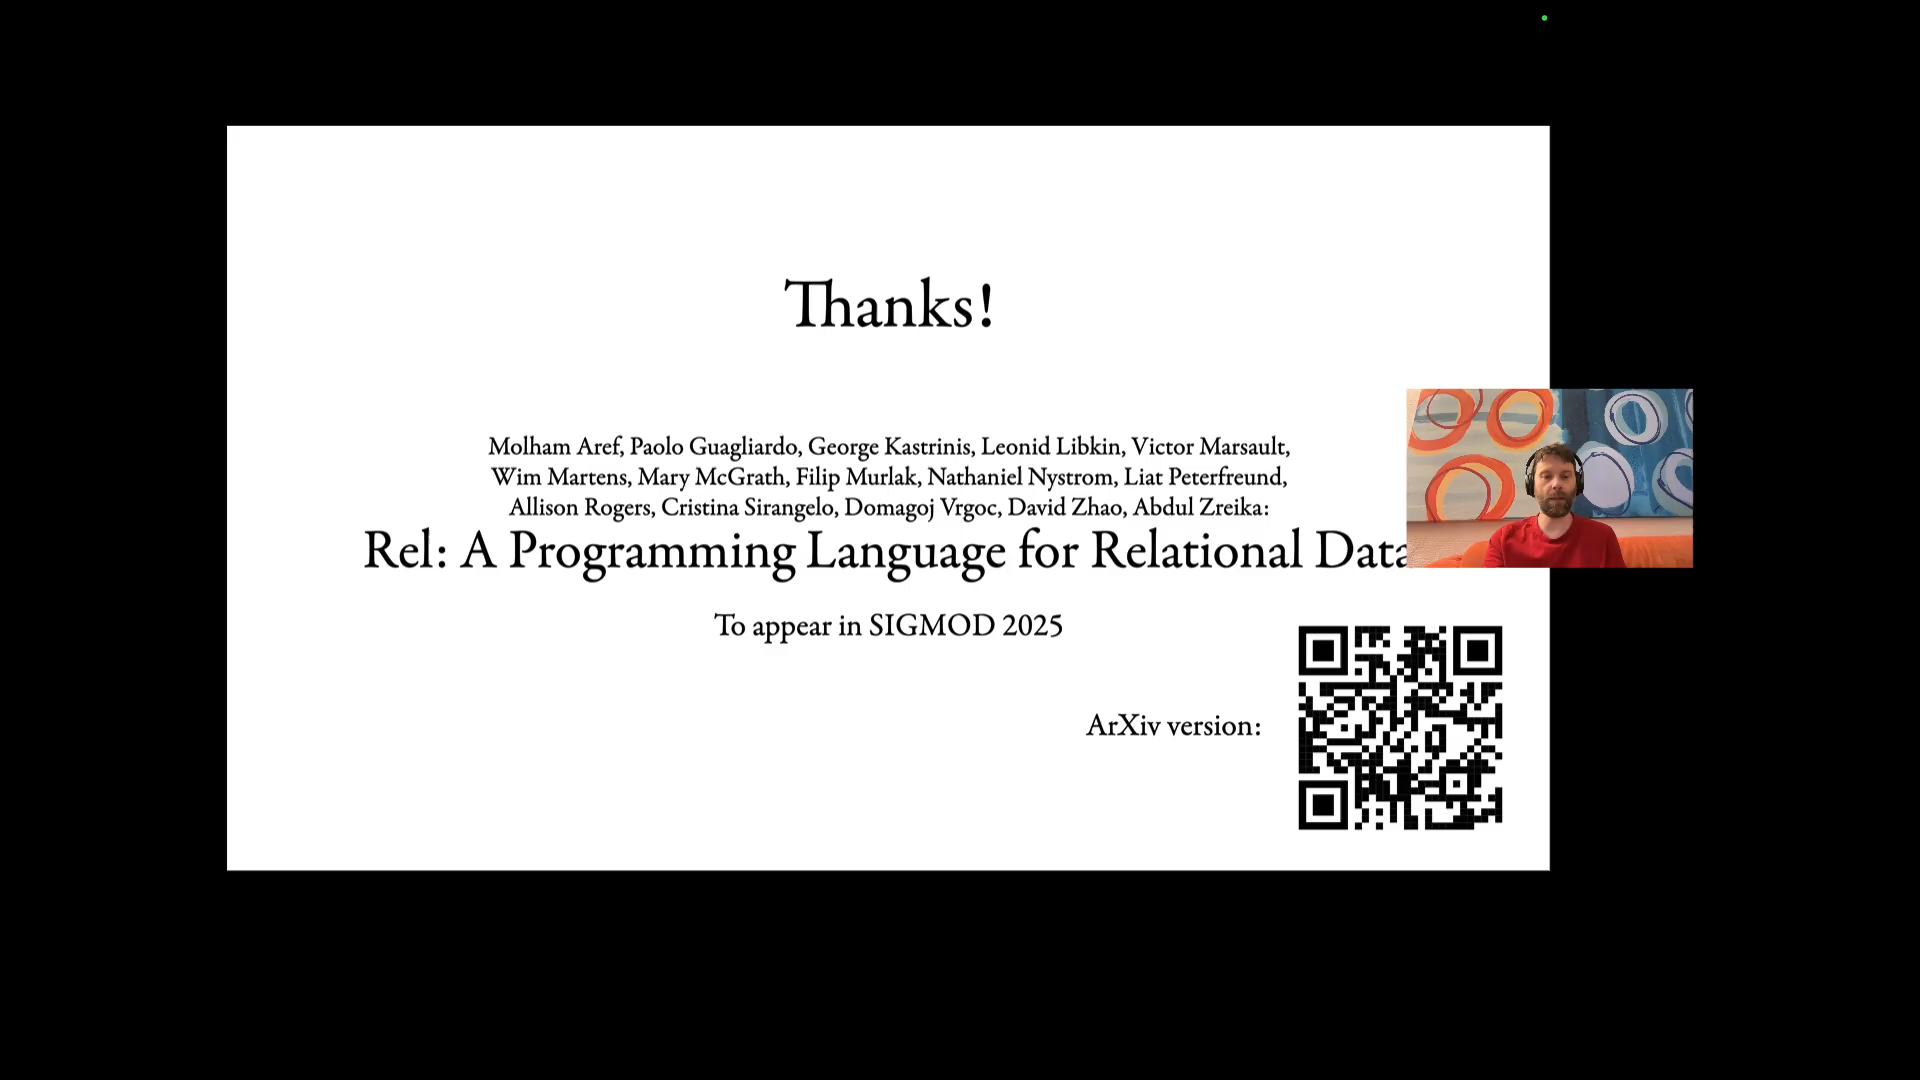 Thanks!
Molham Aref, Paolo Guagliardo, George Kastrinis, Leonid Libkin, Victor Marsault,
Wim Martens, Mary McGrath, Filip Murlak, Nathaniel Nystrom, Liat Peterfreund,
Allison Rogers, Cristina Sirangelo, Domagoj Vrgoc, David Zhao, Abdul Zreika:
Rel: A Programming Language for Relational Data
To appear in SIGMOD 2025
ArXiv version: